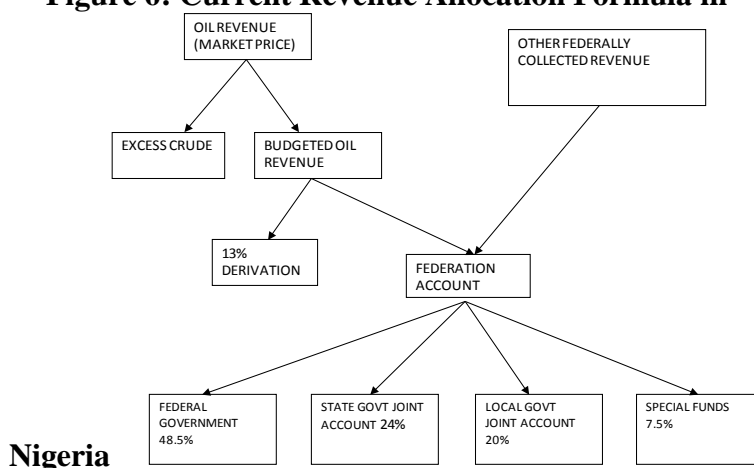 Figure 6: Current Revenue Allocation Formula in
OIL REVENUE
(MARKET PRICE)
OTHER FEDERALLY
COLLECTED REVENUE
EXCESS CRUDE
BUDGETED OIL
REVENUE
13%
DERIVATION
FEDERATION
ACCOUNT
FEDERAL
GOVERNMENT
48.5%
STATE GOVT JOINT
ACCOUNT 24%
LOCAL GOVT
JOINT ACCOUNT
20%
SPECIAL FUNDS
7.5%
Nigeria